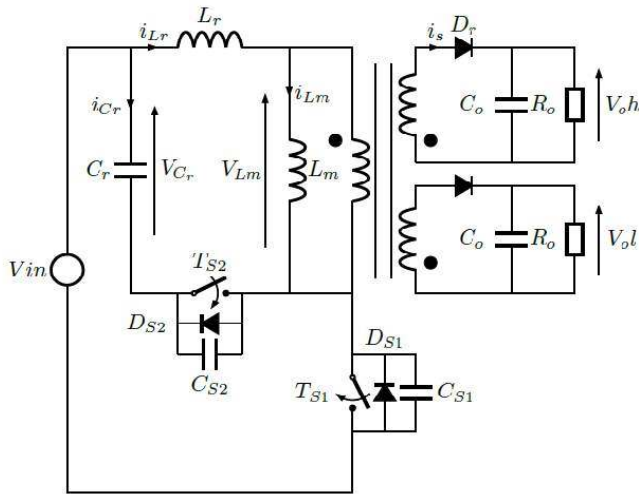 L_r
i_{Lr}
i_s
D_r
i_{Cr}
i_{Lm}
C_o
R_o
V_oh
C_r
V_{Cr}
V_{Lm}
L_m
Vin
T_{S2}
C_o
R_o
V_ol
D_{S2}
C_{S2}
D_{S1}
T_{S1}
C_{S1}